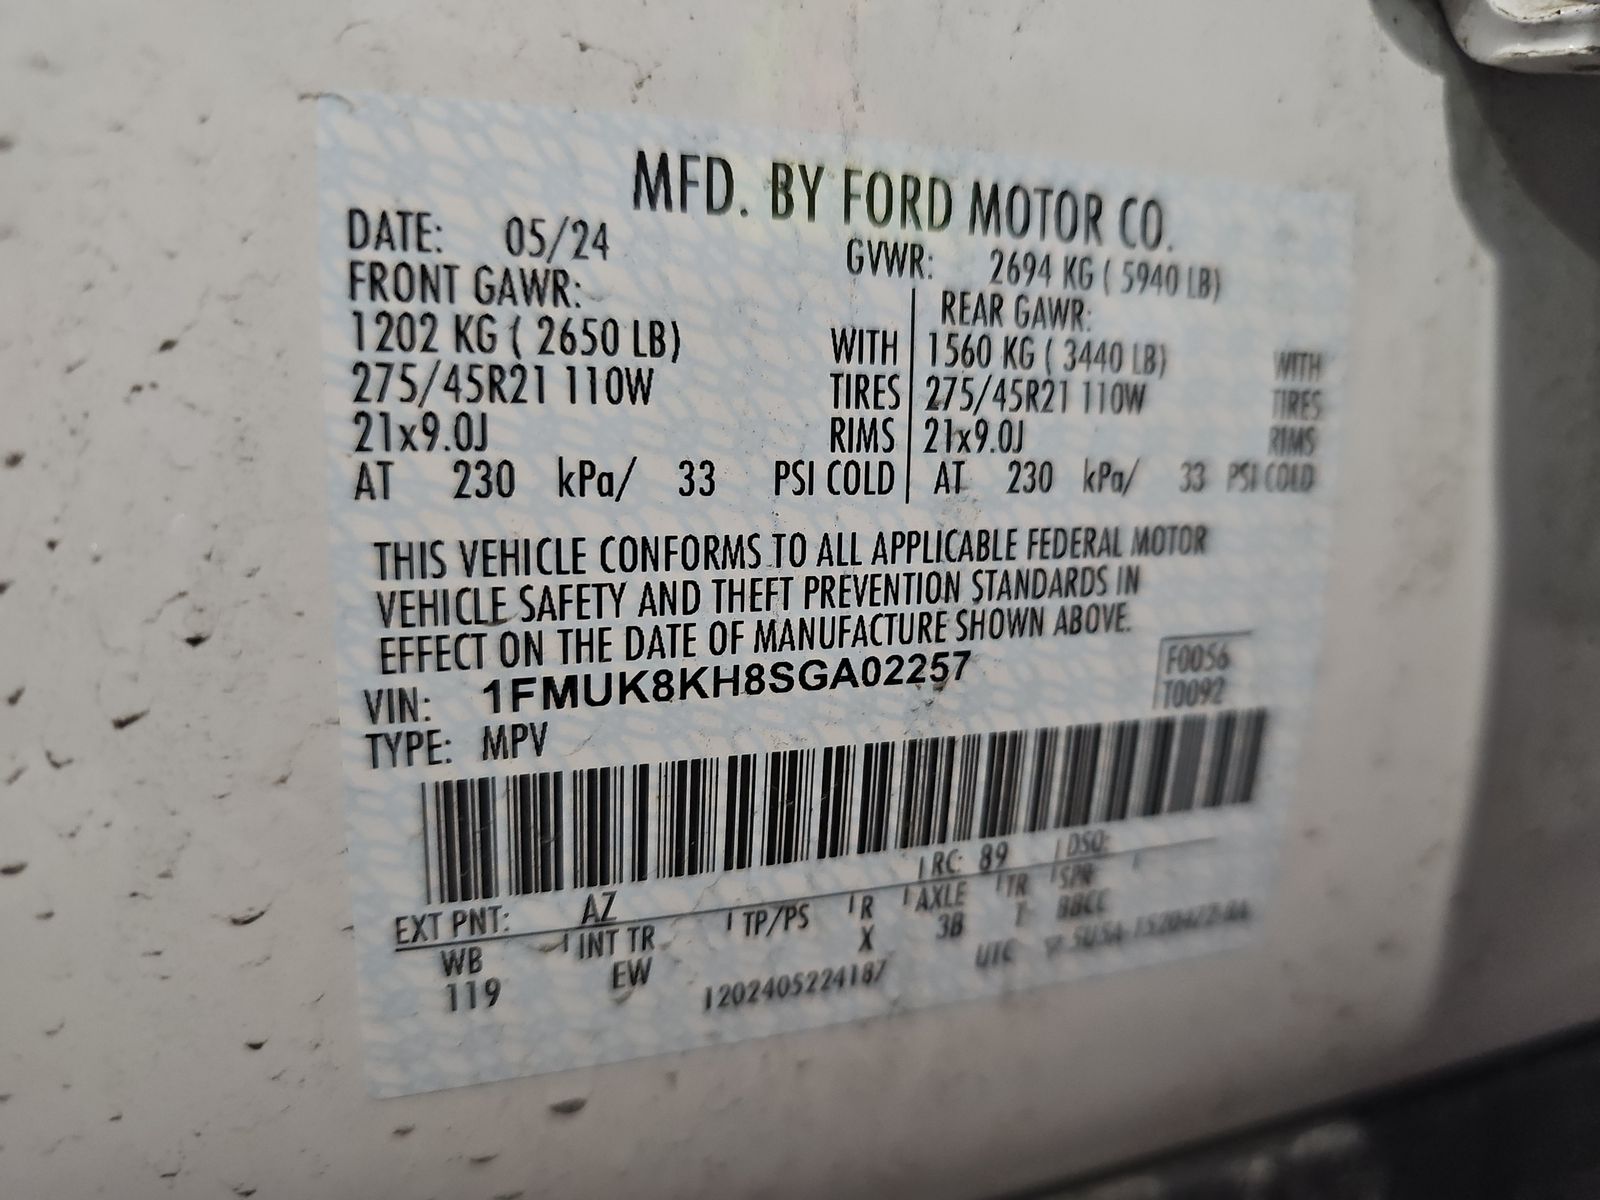 MFD. BY FORD MOTOR CO.
DATE: 05/24 GVWR: 2694 KG ( 5940 LB)
FRONT GAWR: REAR GAWR:
1202 KG ( 2650 LB) WITH 1560 KG ( 3440 LB) WITH
275/45R21 110W TIRES 275/45R21 110W TIRES
21x9.0J RIMS 21x9.0J RIMS
AT 230 kPa/ 33 PSI COLD AT 230 kPa/ 33 PSI COLD
THIS VEHICLE CONFORMS TO ALL APPLICABLE FEDERAL MOTOR
VEHICLE SAFETY AND THEFT PREVENTION STANDARDS IN
EFFECT ON THE DATE OF MANUFACTURE SHOWN ABOVE.
VIN: 1FMUK8KH8SGA02257 F0056
TYPE: MPV T0092
EXT PNT: AZ RC: 89 DSO:
WB INT TR TP/PS R AXLE TR SPR
119 EW X 3B BBCC
1202405224187 UTC